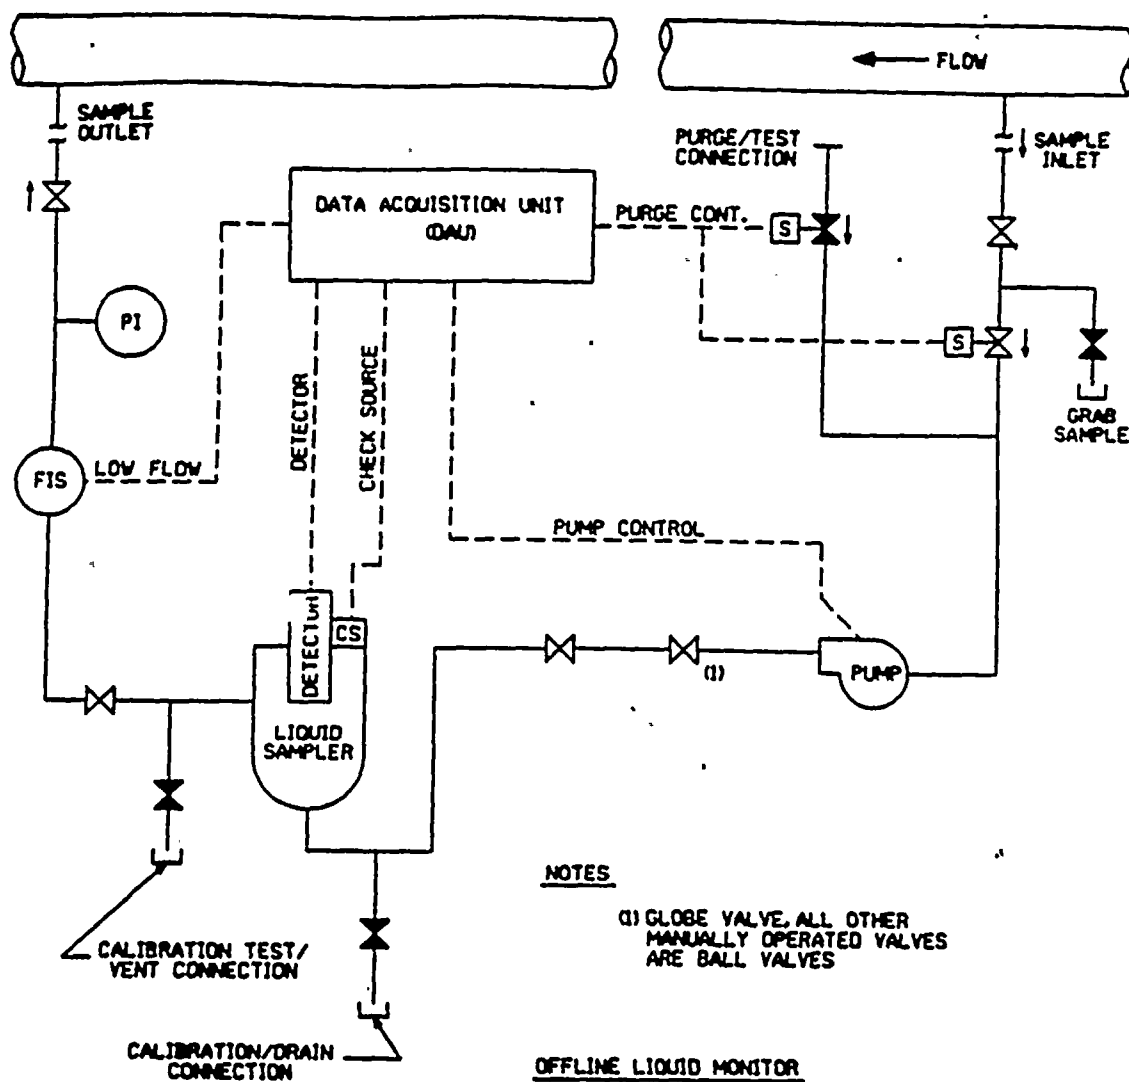 FLOW
SAMPLE
OUTLET
PURGE/TEST
CONNECTION
SAMPLE
INLET
DATA ACQUISITION UNIT
(DAU)
PURGE CONT.
S
PI
S
DETECTOR
CHECK SOURCE
GRAB
SAMPLE
FIS
LOW FLOW
PUMP CONTROL
DETECTOR
CS
(1)
PUMP
LIQUID
SAMPLER
NOTES
(1) GLOBE VALVE, ALL OTHER
MANUALLY OPERATED VALVES
ARE BALL VALVES
CALIBRATION TEST/
VENT CONNECTION
CALIBRATION/DRAIN
CONNECTION
OFFLINE LIQUID MONITOR